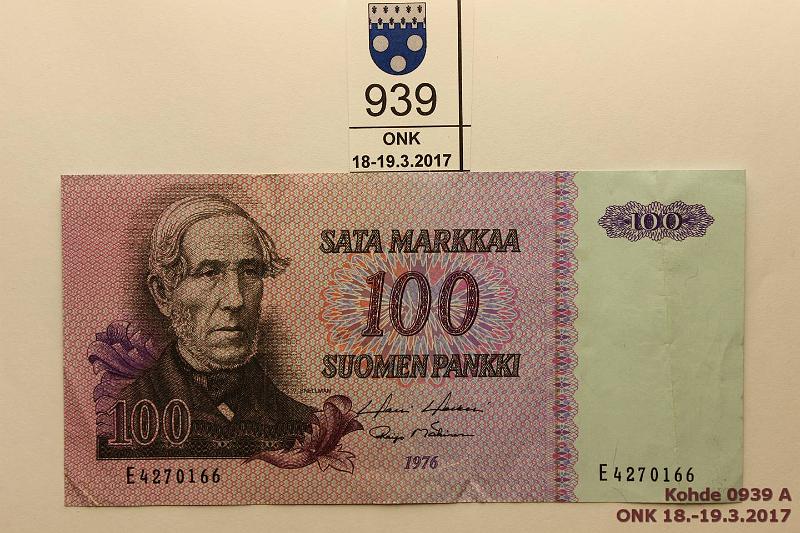 939
ONK
18-19.3.2017
100
SATA MARKKAA
100
SUOMEN PANKKI
100
1976
E4270166
E4270166
Kohde 0939 A
ONK 18.-19.3.2017